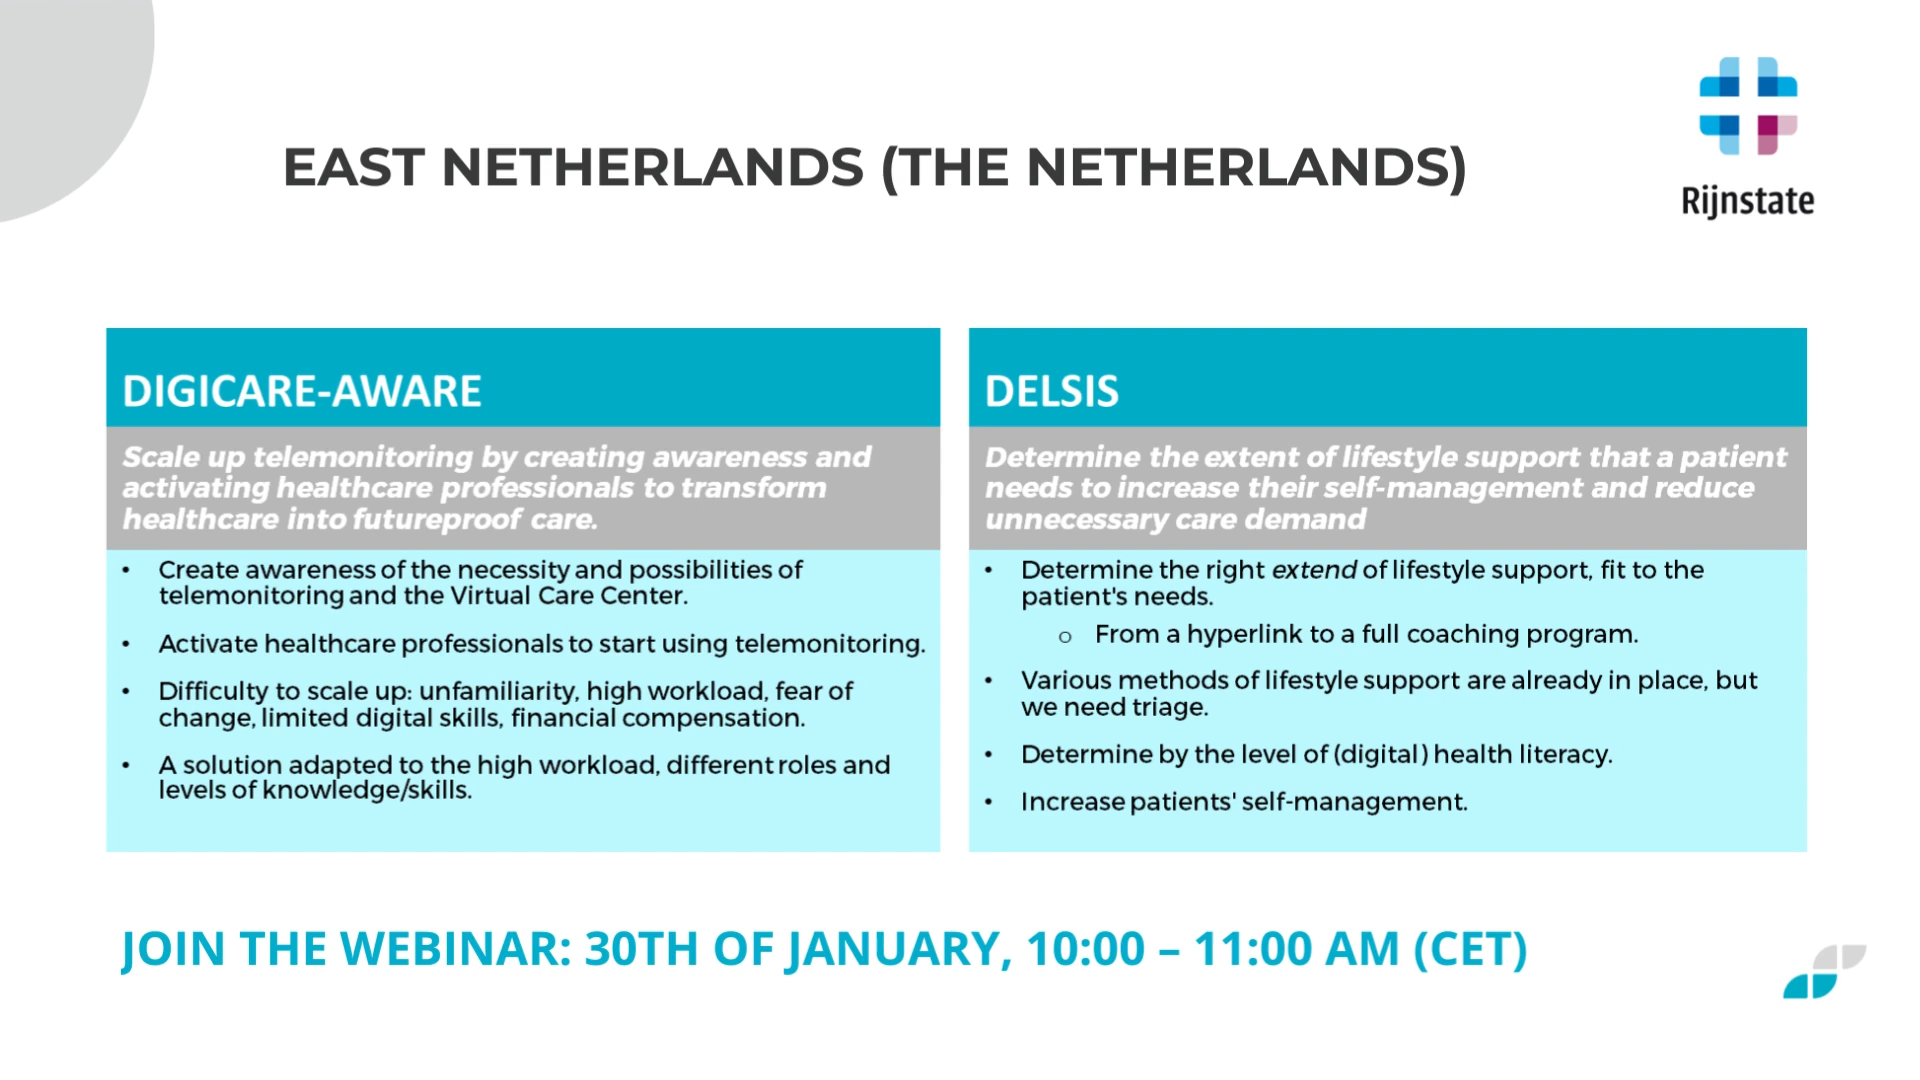 EAST NETHERLANDS (THE NETHERLANDS)
Rijnstate
DIGICARE-AWARE
Scale up telemonitoring by creating awareness and
activating healthcare professionals to transform
healthcare into futureproof care.
• Create awareness of the necessity and possibilities of
telemonitoring and the Virtual Care Center.
• Activate healthcare professionals to start using telemonitoring.
• Difficulty to scale up: unfamiliarity, high workload, fear of
change, limited digital skills, financial compensation.
• A solution adapted to the high workload, different roles and
levels of knowledge/skills.
DELSIS
Determine the extent of lifestyle support that a patient
needs to increase their self-management and reduce
unnecessary care demand
• Determine the right extend of lifestyle support, fit to the
patient's needs.
o From a hyperlink to a full coaching program.
• Various methods of lifestyle support are already in place, but
we need triage.
• Determine by the level of (digital) health literacy.
• Increase patients' self-management.
JOIN THE WEBINAR: 30TH OF JANUARY, 10:00 – 11:00 AM (CET)